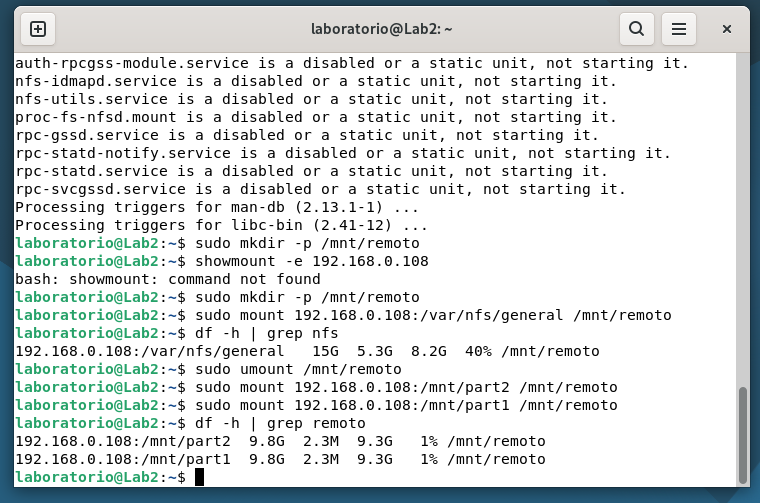 laboratorio@Lab2: ~
auth-rpcgss-module.service is a disabled or a static unit, not starting it.
nfs-idmapd.service is a disabled or a static unit, not starting it.
nfs-utils.service is a disabled or a static unit, not starting it.
proc-fs-nfsd.mount is a disabled or a static unit, not starting it.
rpc-gssd.service is a disabled or a static unit, not starting it.
rpc-statd-notify.service is a disabled or a static unit, not starting it.
rpc-statd.service is a disabled or a static unit, not starting it.
rpc-svcgssd.service is a disabled or a static unit, not starting it.
Processing triggers for man-db (2.13.1-1) ...
Processing triggers for libc-bin (2.41-12) ...
laboratorio@Lab2:~$ sudo mkdir -p /mnt/remoto
laboratorio@Lab2:~$ showmount -e 192.168.0.108
bash: showmount: command not found
laboratorio@Lab2:~$ sudo mkdir -p /mnt/remoto
laboratorio@Lab2:~$ sudo mount 192.168.0.108:/var/nfs/general /mnt/remoto
laboratorio@Lab2:~$ df -h | grep nfs
192.168.0.108:/var/nfs/general   15G  5.3G  8.2G  40% /mnt/remoto
laboratorio@Lab2:~$ sudo umount /mnt/remoto
laboratorio@Lab2:~$ sudo mount 192.168.0.108:/mnt/part2 /mnt/remoto
laboratorio@Lab2:~$ sudo mount 192.168.0.108:/mnt/part1 /mnt/remoto
laboratorio@Lab2:~$ df -h | grep remoto
192.168.0.108:/mnt/part2  9.8G  2.3M  9.3G   1% /mnt/remoto
192.168.0.108:/mnt/part1  9.8G  2.3M  9.3G   1% /mnt/remoto
laboratorio@Lab2:~$